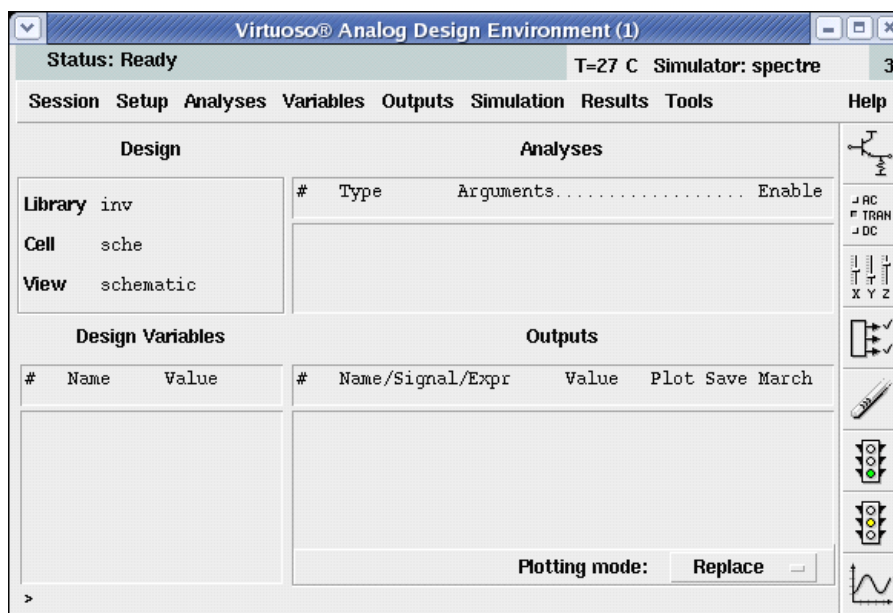 Virtuoso® Analog Design Environment (1)
Status: Ready T=27 C Simulator: spectre 3
Session Setup Analyses Variables Outputs Simulation Results Tools Help
Design
Analyses
Library inv
Cell sche
View schematic
# Type Arguments................... Enable
AC
TRAN
DC
X Y Z
Design Variables
Outputs
# Name Value
# Name/Signal/Expr Value Plot Save March
Plotting mode: Replace
>